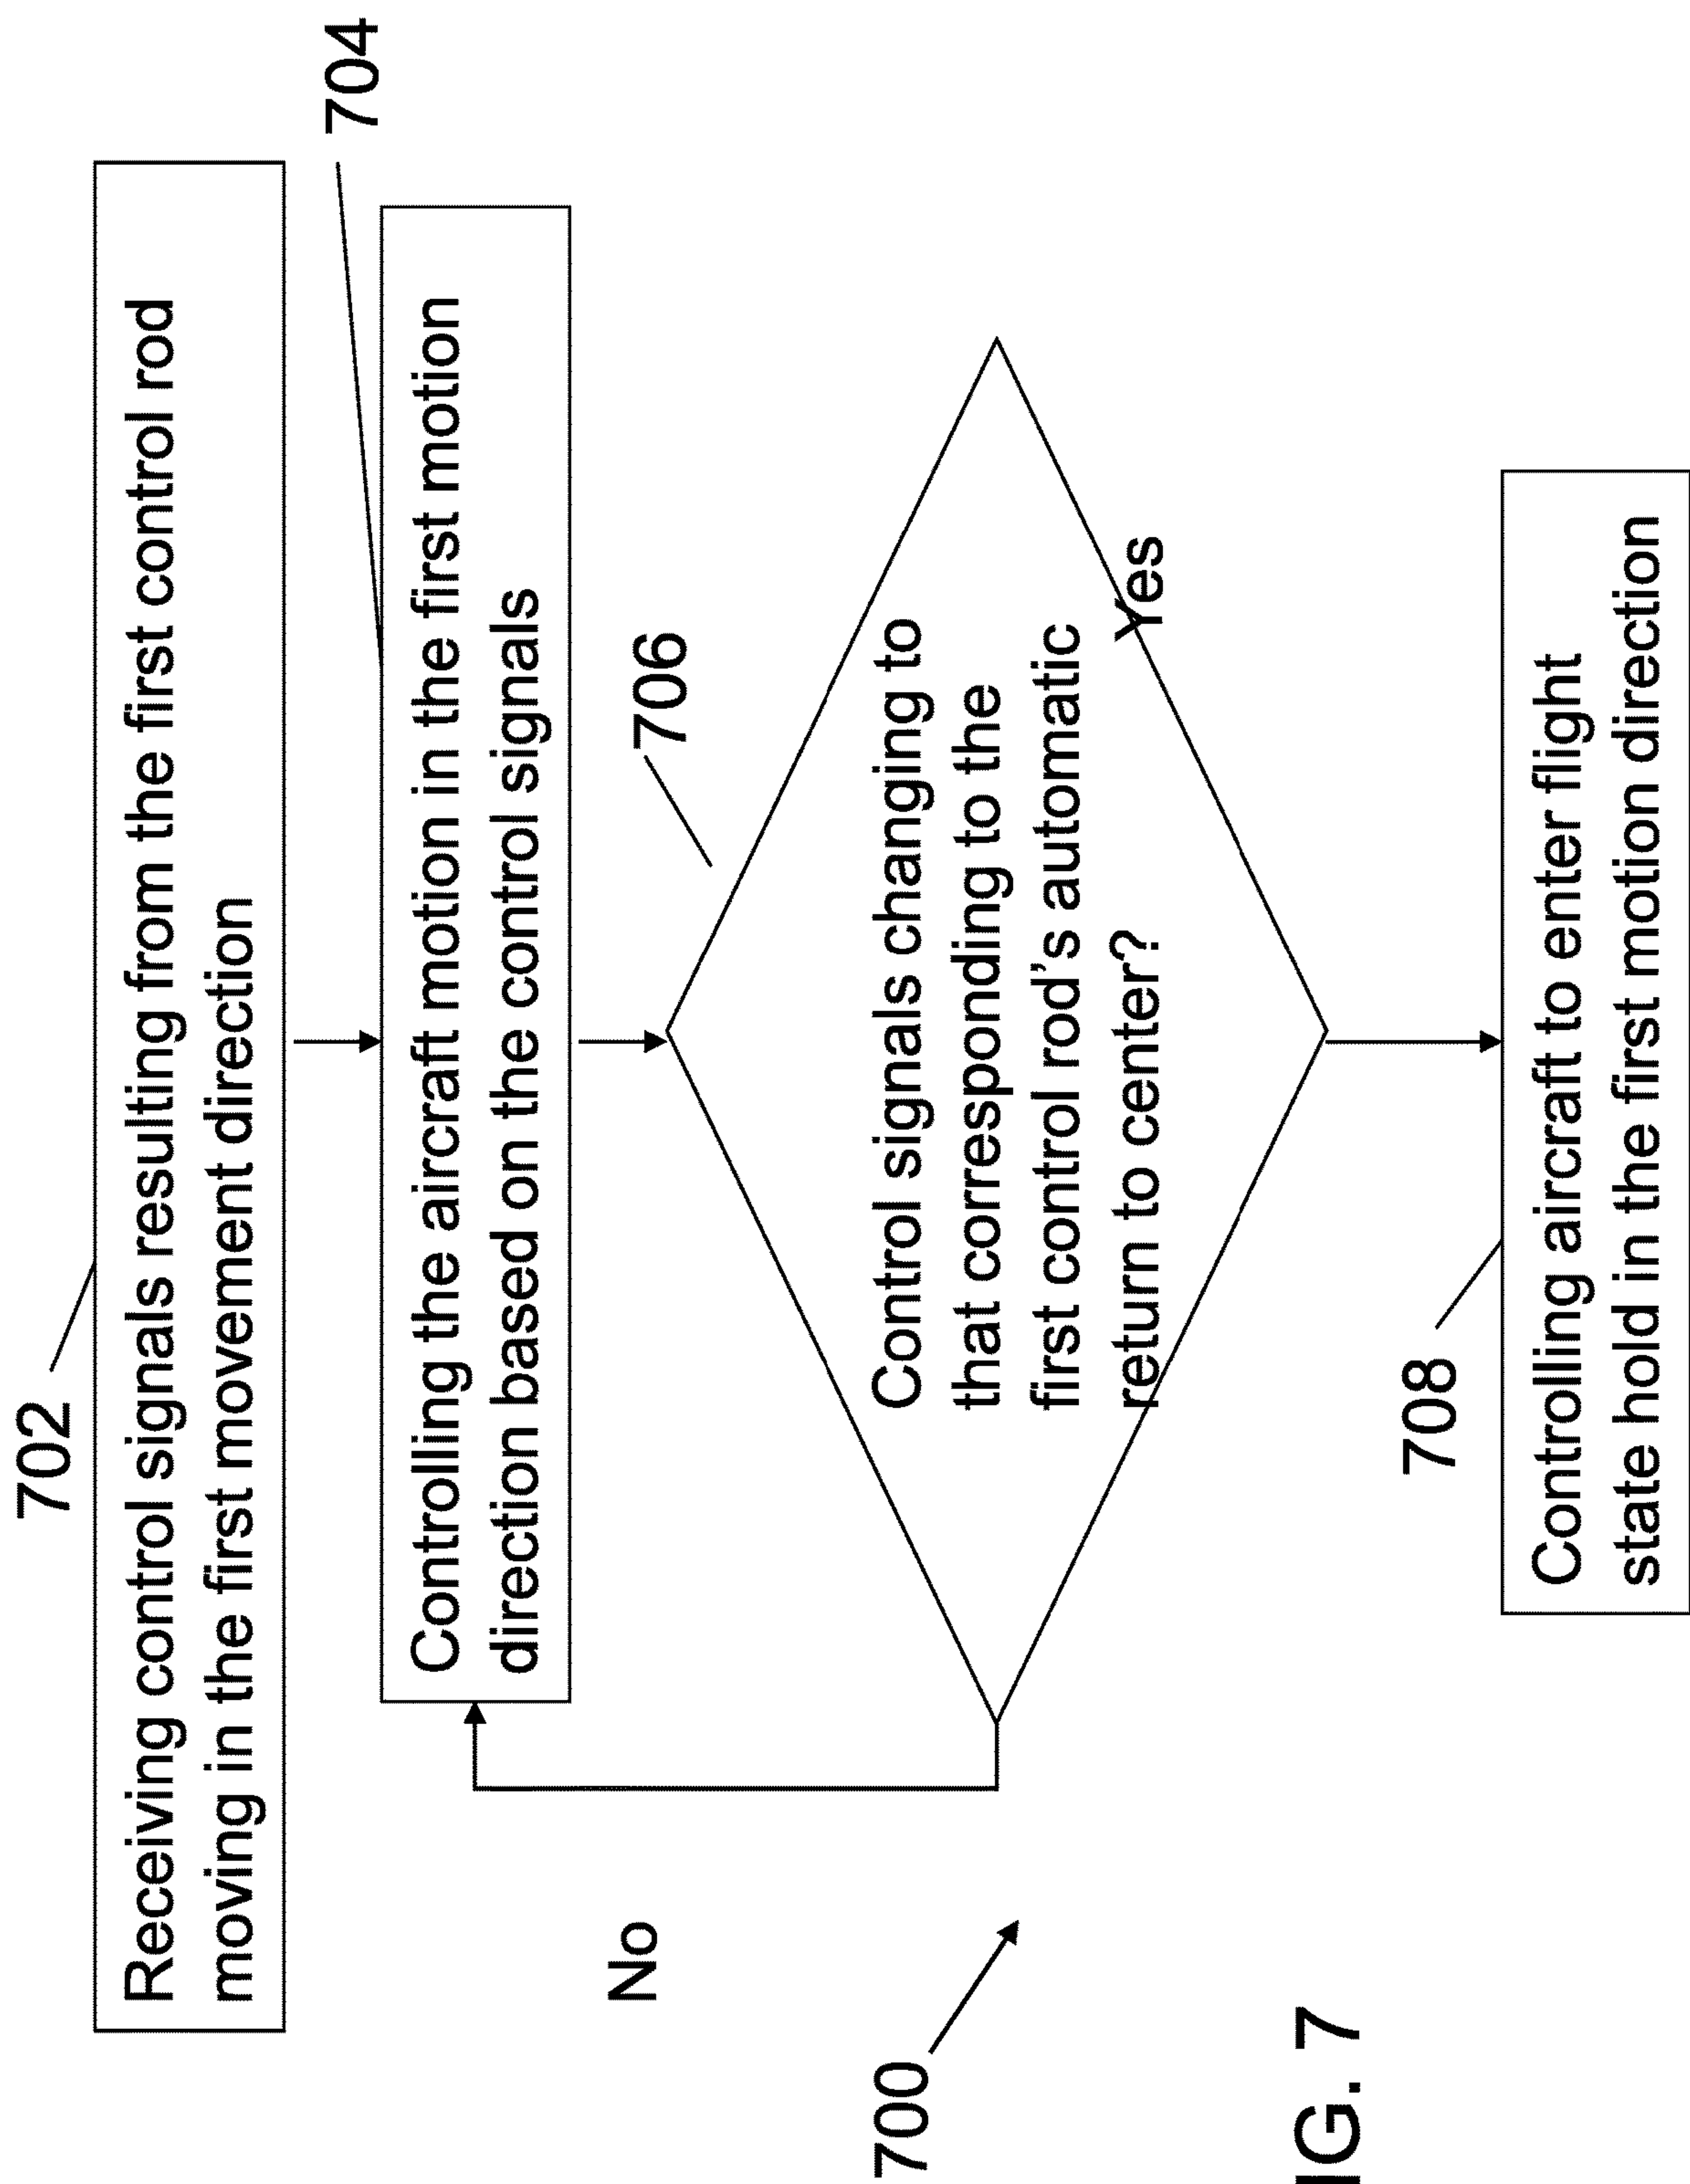 702
Receiving control signals resulting from the first control rod
moving in the first movement direction
704
Controlling the aircraft motion in the first motion
direction based on the control signals
No
706
Control signals changing to
that corresponding to the
first control rod's automatic
return to center?
Yes
700
708
Controlling aircraft to enter flight
state hold in the first motion direction
IG. 7